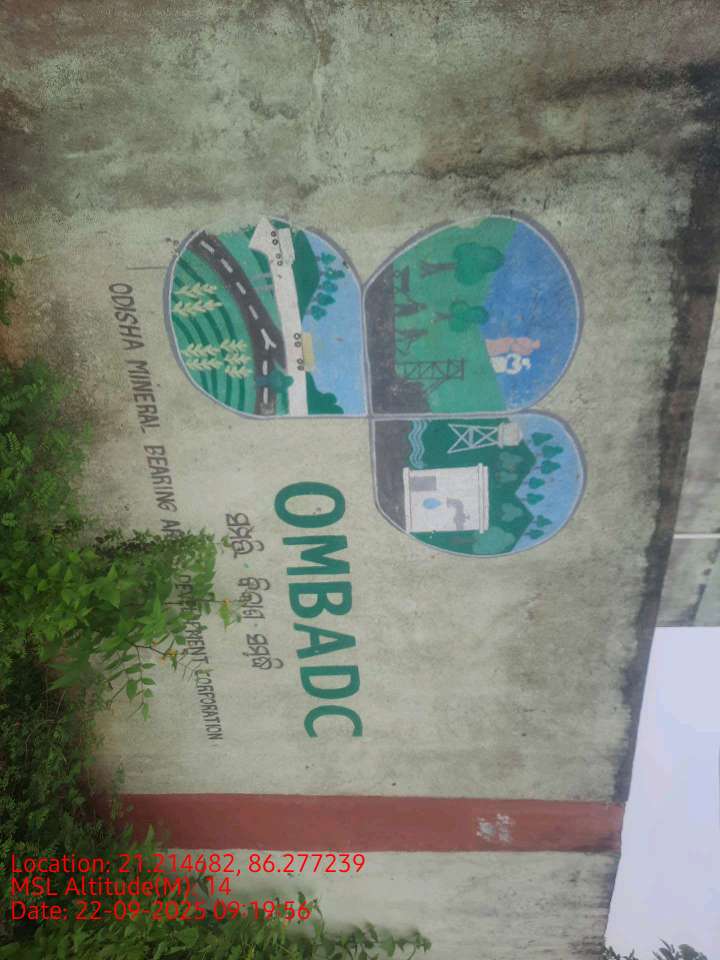 OMBADC
ODISHA MINERAL BEARING DEVELOPMENT CORPORATION
Location: 21.214682, 86.277239
MSL Altitude(M): 14
Date: 22-09-2025 09:19:56